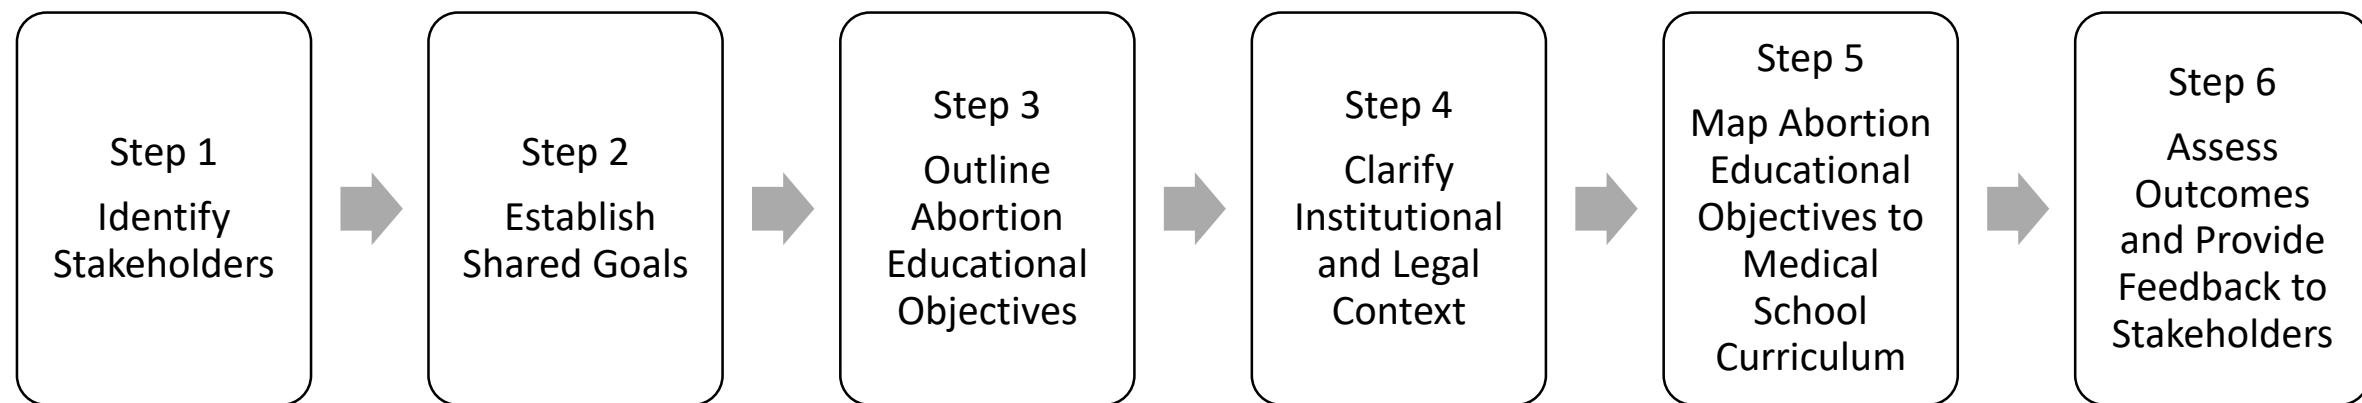 Step 1
Identify
Stakeholders
Step 2
Establish
Shared Goals
Step 3
Outline
Abortion
Educational
Objectives
Step 4
Clarify
Institutional
and Legal
Context
Step 5
Map Abortion
Educational
Objectives to
Medical
School
Curriculum
Step 6
Assess
Outcomes
and Provide
Feedback to
Stakeholders